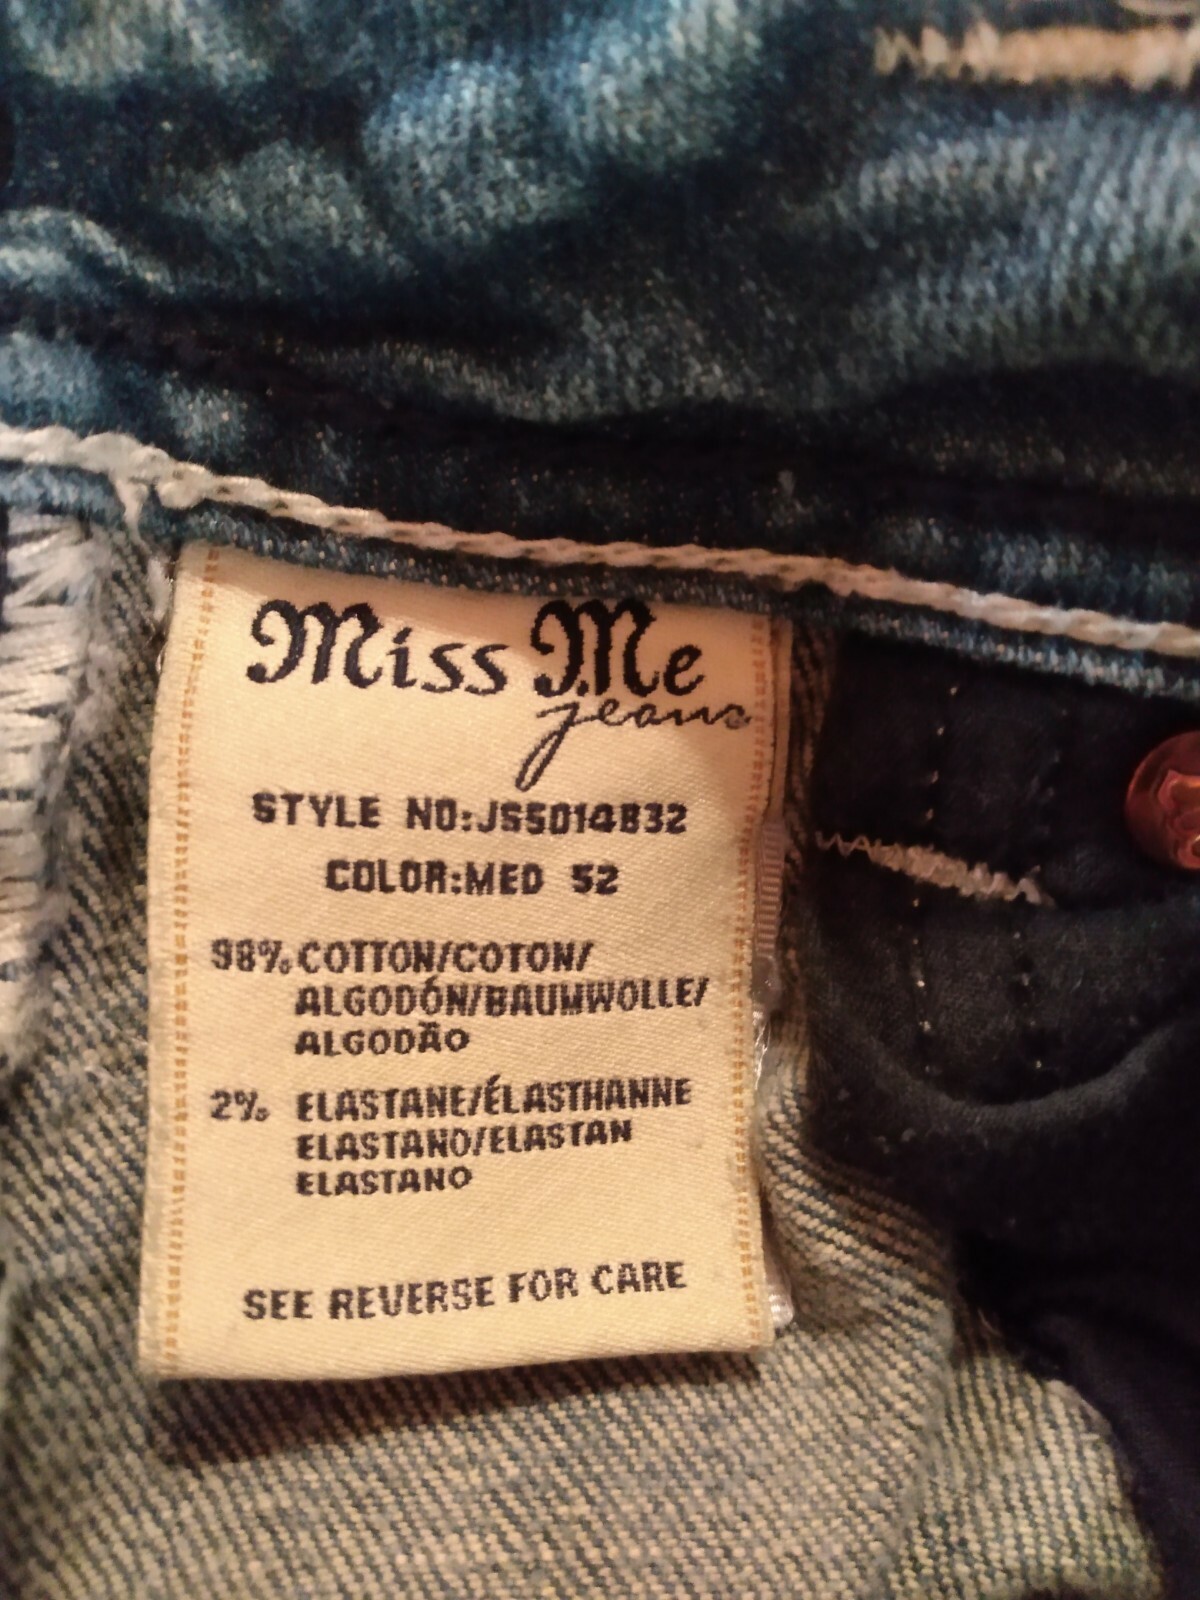 Miss Me
jeans
STYLE NO:JS5014B32
COLOR:MED 52
98% COTTON/COTON/
ALGODÓN/BAUMWOLLE/
ALGODÃO
2% ELASTANE/ÉLASTHANNE
ELASTANO/ELASTAN
ELASTANO
SEE REVERSE FOR CARE